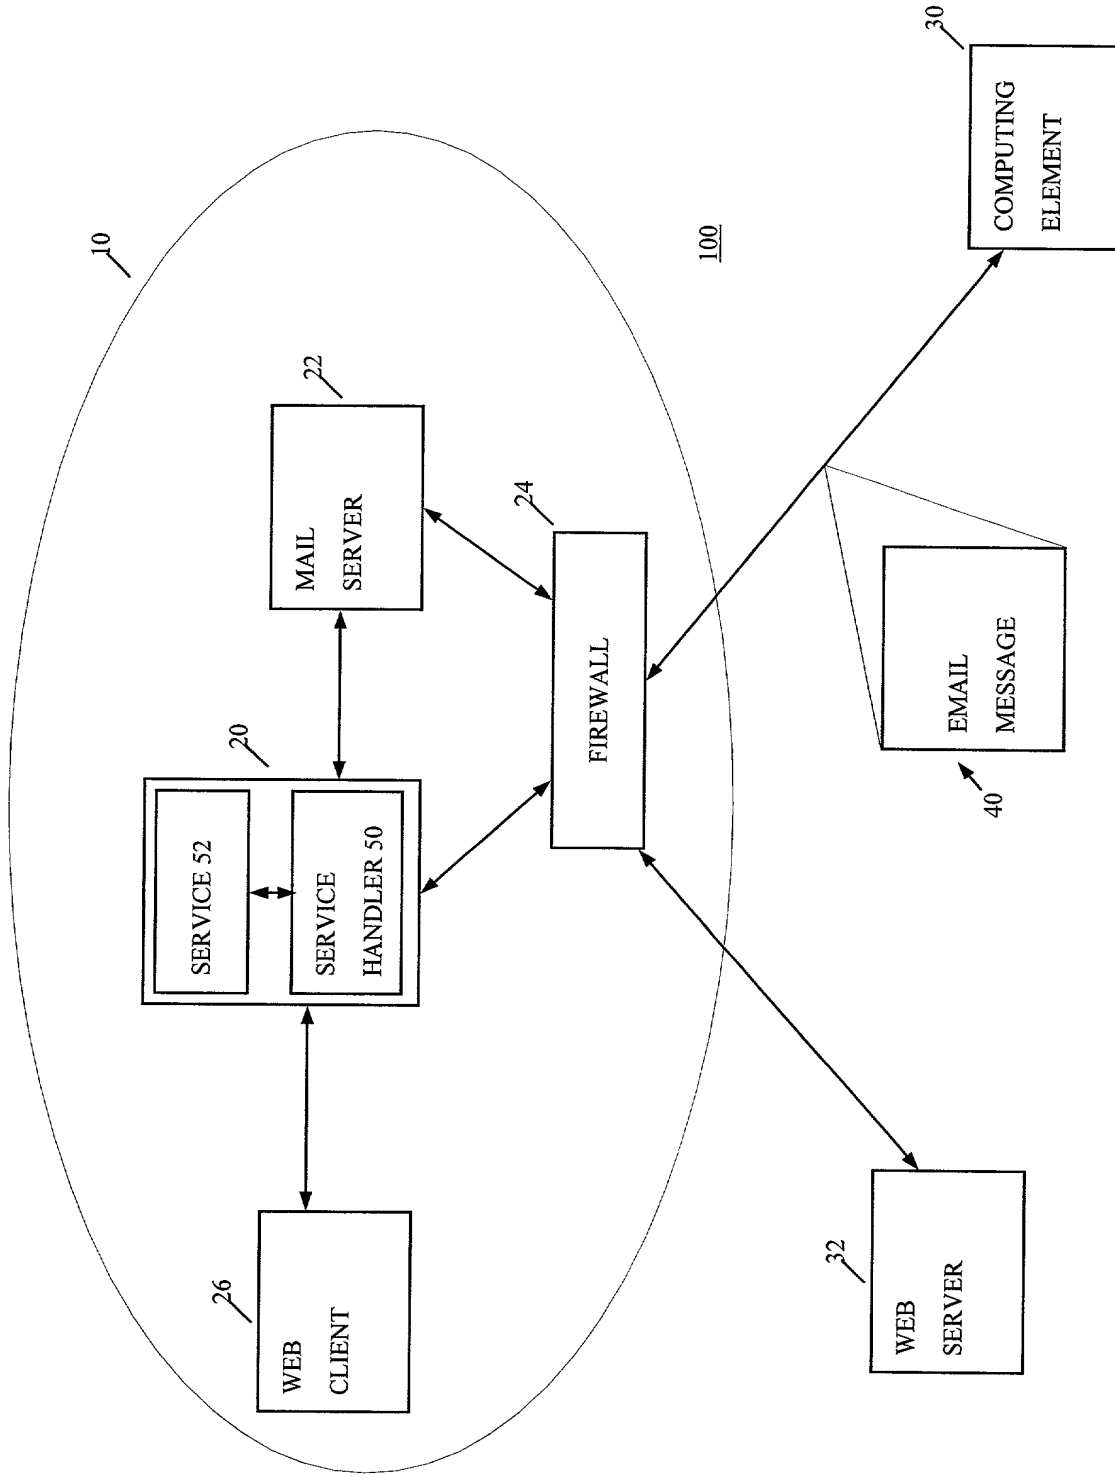 10
26
WEB
CLIENT
20
SERVICE 52
SERVICE
HANDLER 50
22
MAIL
SERVER
24
FIREWALL
100
32
WEB
SERVER
40
EMAIL
MESSAGE
30
COMPUTING
ELEMENT